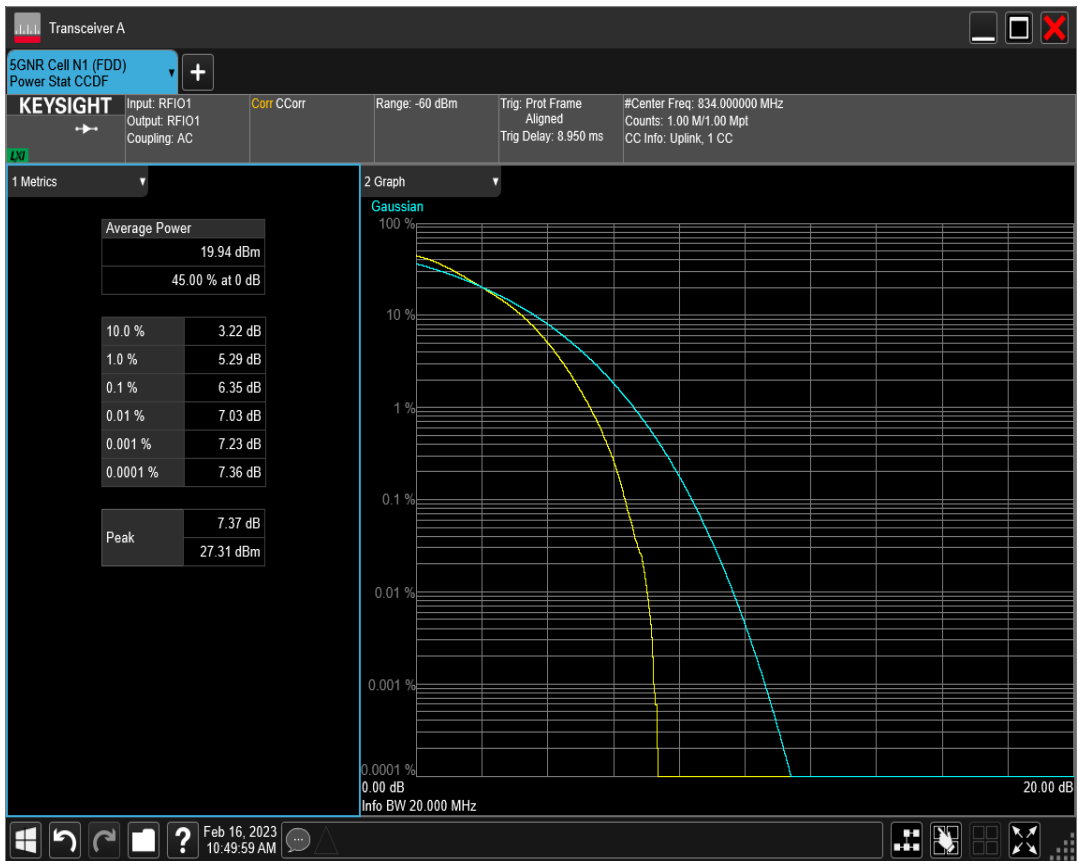 Transceiver A
5GNR Cell N1 (FDD)
Power Stat CCDF
+
KEYSIGHT
LXI
Input: RFIO1
Output: RFIO1
Coupling: AC
Corr CCorr
Range: -60 dBm
Trig: Prot Frame
Aligned
Trig Delay: 8.950 ms
#Center Freq: 834.000000 MHz
Counts: 1.00 M/1.00 Mpt
CC Info: Uplink, 1 CC
1 Metrics
Average Power
19.94 dBm
45.00 % at 0 dB
10.0 % 3.22 dB
1.0 % 5.29 dB
0.1 % 6.35 dB
0.01 % 7.03 dB
0.001 % 7.23 dB
0.0001 % 7.36 dB
Peak
7.37 dB
27.31 dBm
2 Graph
Gaussian
100 %
10 %
1 %
0.1 %
0.01 %
0.001 %
0.0001 %
0.00 dB 20.00 dB
Info BW 20.000 MHz
?
Feb 16, 2023
10:49:59 AM